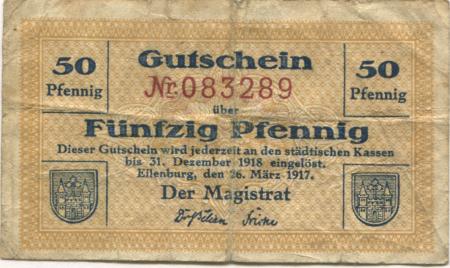 Gutschein
50 Pfennig
Nr. 083289
50 Pfennig
über
Fünfzig Pfennig
Dieser Gutschein wird jederzeit an den städtischen Kassen
bis 31. Dezember 1918 eingelöst.
Eilenburg, den 26. März 1917.
Der Magistrat